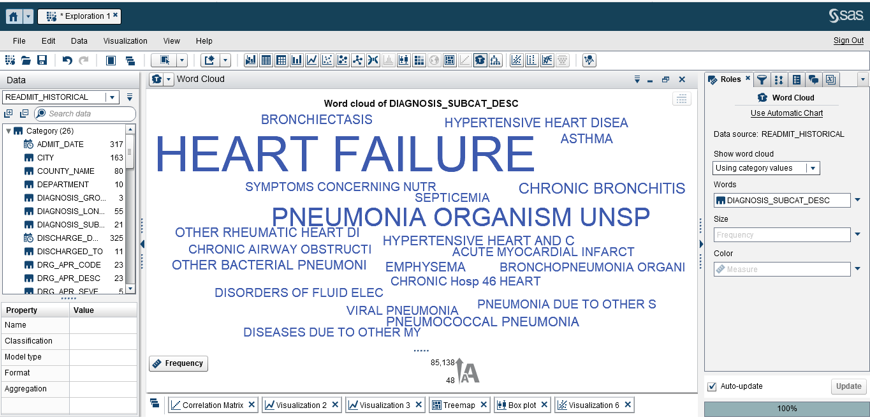 * Exploration 1
sas
File Edit Data Visualization View Help Sign Out
Data
READMIT_HISTORICAL
Search data
Category (26)
ADMIT_DATE 317
CITY 163
COUNTY_NAME 80
DEPARTMENT 10
DIAGNOSIS_GRO... 3
DIAGNOSIS_LON... 55
DIAGNOSIS_SUB... 21
DISCHARGE_D... 325
DISCHARGED_TO 11
DRG_APR_CODE 23
DRG_APR_DESC 23
DRG_APR_SEVE 5
Property Value
Name
Classification
Model type
Format
Aggregation
Word Cloud
Word cloud of DIAGNOSIS_SUBCAT_DESC
BRONCHIECTASIS
HYPERTENSIVE HEART DISEA
ASTHMA
HEART FAILURE
SYMPTOMS CONCERNING NUTR
CHRONIC BRONCHITIS
SEPTICEMIA
PNEUMONIA ORGANISM UNSP
OTHER RHEUMATIC HEART DI
HYPERTENSIVE HEART AND C
CHRONIC AIRWAY OBSTRUCTI
ACUTE MYOCARDIAL INFARCT
OTHER BACTERIAL PNEUMONI
EMPHYSEMA
BRONCHOPNEUMONIA ORGANI
CHRONIC Hosp 46 HEART
DISORDERS OF FLUID ELEC
PNEUMONIA DUE TO OTHER S
VIRAL PNEUMONIA
PNEUMOCOCCAL PNEUMONIA
DISEASES DUE TO OTHER MY
Frequency
85,138
48
Correlation Matrix Visualization 2 Visualization 3 Treemap Box plot Visualization 6
Roles
Word Cloud
Use Automatic Chart
Data source: READMIT_HISTORICAL
Show word cloud
Using category values
Words
DIAGNOSIS_SUBCAT_DESC
Size
Frequency
Color
Measure
Auto-update Update
100%